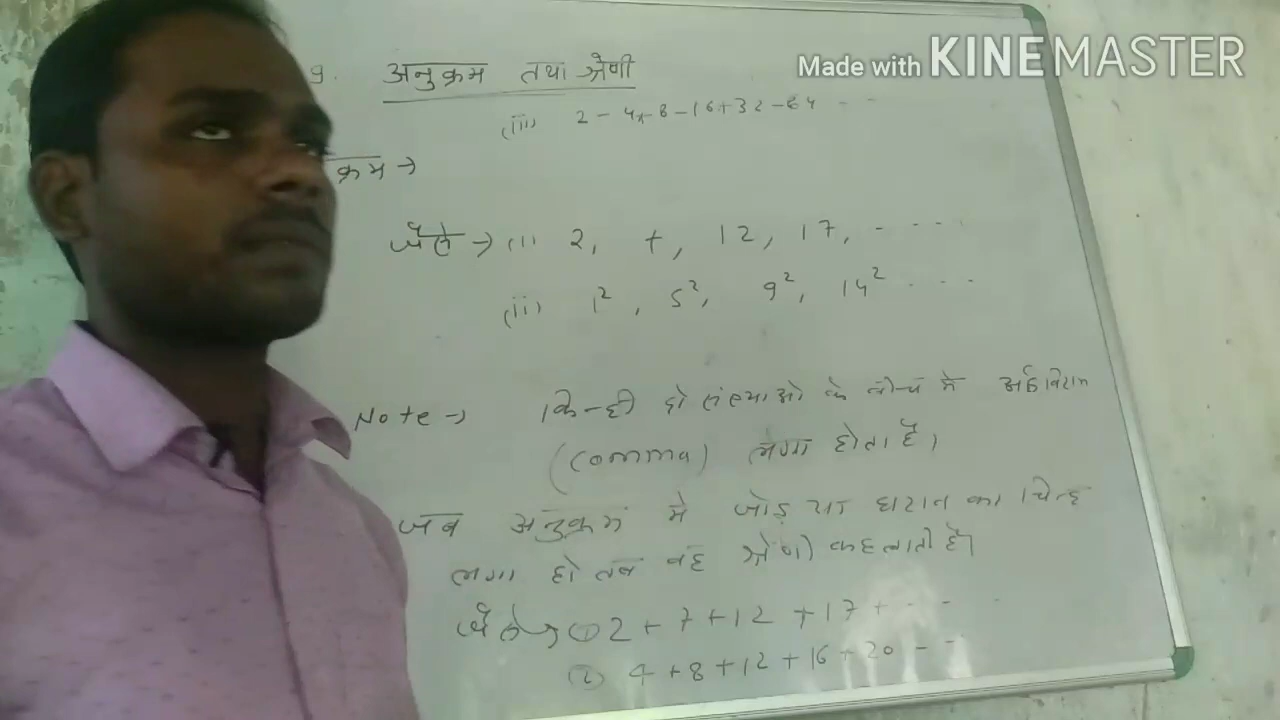 Made with KINEMASTER
9. अनुक्रम तथा श्रेणी
(iii) 2 - 4 + 8 - 16 + 32 - 64 - -
क्रम →
जैसे → (i) 2, 7, 12, 17, - - - -
(ii) 1², 5², 9², 14² - - - -
Note → किन्ही दो संख्याओ के बीच मे अर्द्धविराम
(comma) लगा होता है।
जब अनुक्रम मे जोड़ या घटाने का चिन्ह
लगा हो तब वह श्रेणी कहलाती है।
जैसे → (1) 2 + 7 + 12 + 17 + - - -
(2) 4 + 8 + 12 + 16 + 20 - - -